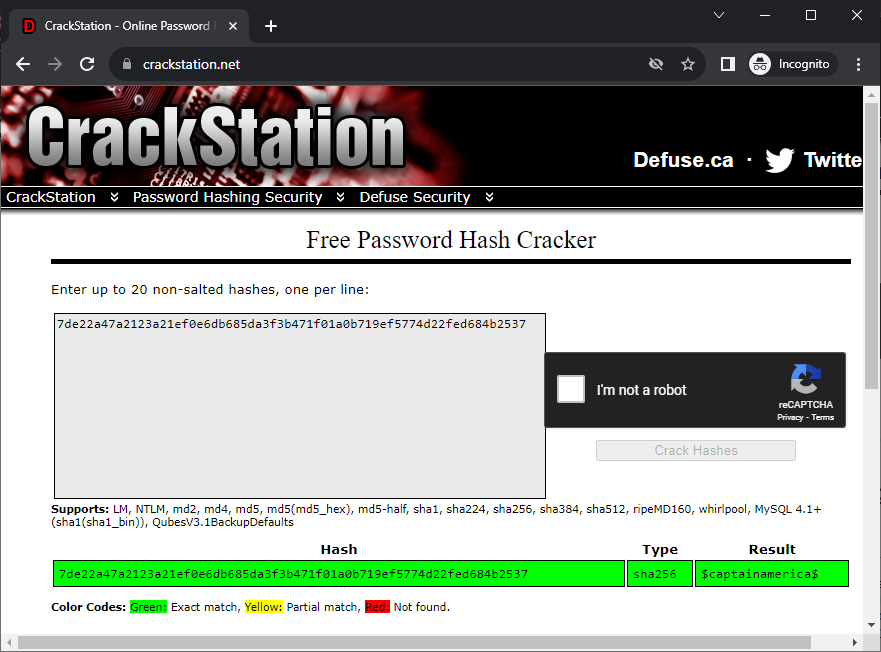 CrackStation - Online Password
crackstation.net
Incognito
CrackStation
Defuse.ca · Twitte
CrackStation Password Hashing Security Defuse Security
Free Password Hash Cracker
Enter up to 20 non-salted hashes, one per line:
7de22a47a2123a21ef0e6db685da3f3b471f01a0b719ef5774d22fed684b2537
I'm not a robot
reCAPTCHA
Privacy - Terms
Crack Hashes
Supports: LM, NTLM, md2, md4, md5, md5(md5_hex), md5-half, sha1, sha224, sha256, sha384, sha512, ripeMD160, whirlpool, MySQL 4.1+
(sha1(sha1_bin)), QubesV3.1BackupDefaults
Hash Type Result
7de22a47a2123a21ef0e6db685da3f3b471f01a0b719ef5774d22fed684b2537 sha256 $captainamerica$
Color Codes: Green: Exact match, Yellow: Partial match, Red: Not found.